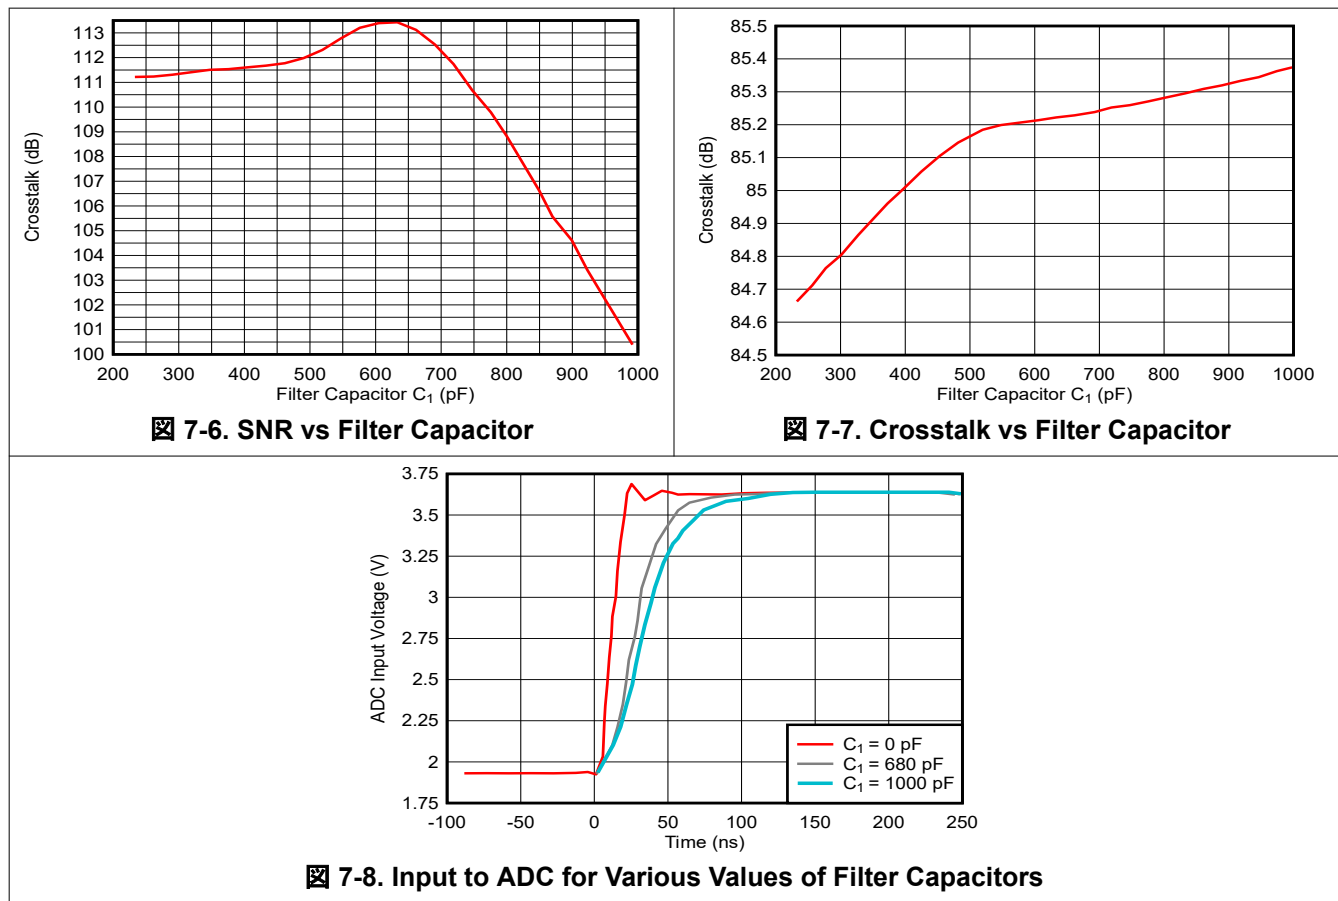 Crosstalk (dB)
113
112
111
110
109
108
107
106
105
104
103
102
101
100
200 300 400 500 600 700 800 900 1000
Filter Capacitor C₁ (pF)
図 7-6. SNR vs Filter Capacitor
Crosstalk (dB)
85.5
85.4
85.3
85.2
85.1
85
84.9
84.8
84.7
84.6
84.5
200 300 400 500 600 700 800 900 1000
Filter Capacitor C₁ (pF)
図 7-7. Crosstalk vs Filter Capacitor
ADC Input Voltage (V)
3.75
3.5
3.25
3
2.75
2.5
2.25
2
1.75
C₁ = 0 pF
C₁ = 680 pF
C₁ = 1000 pF
-100 -50 0 50 100 150 200 250
Time (ns)
図 7-8. Input to ADC for Various Values of Filter Capacitors